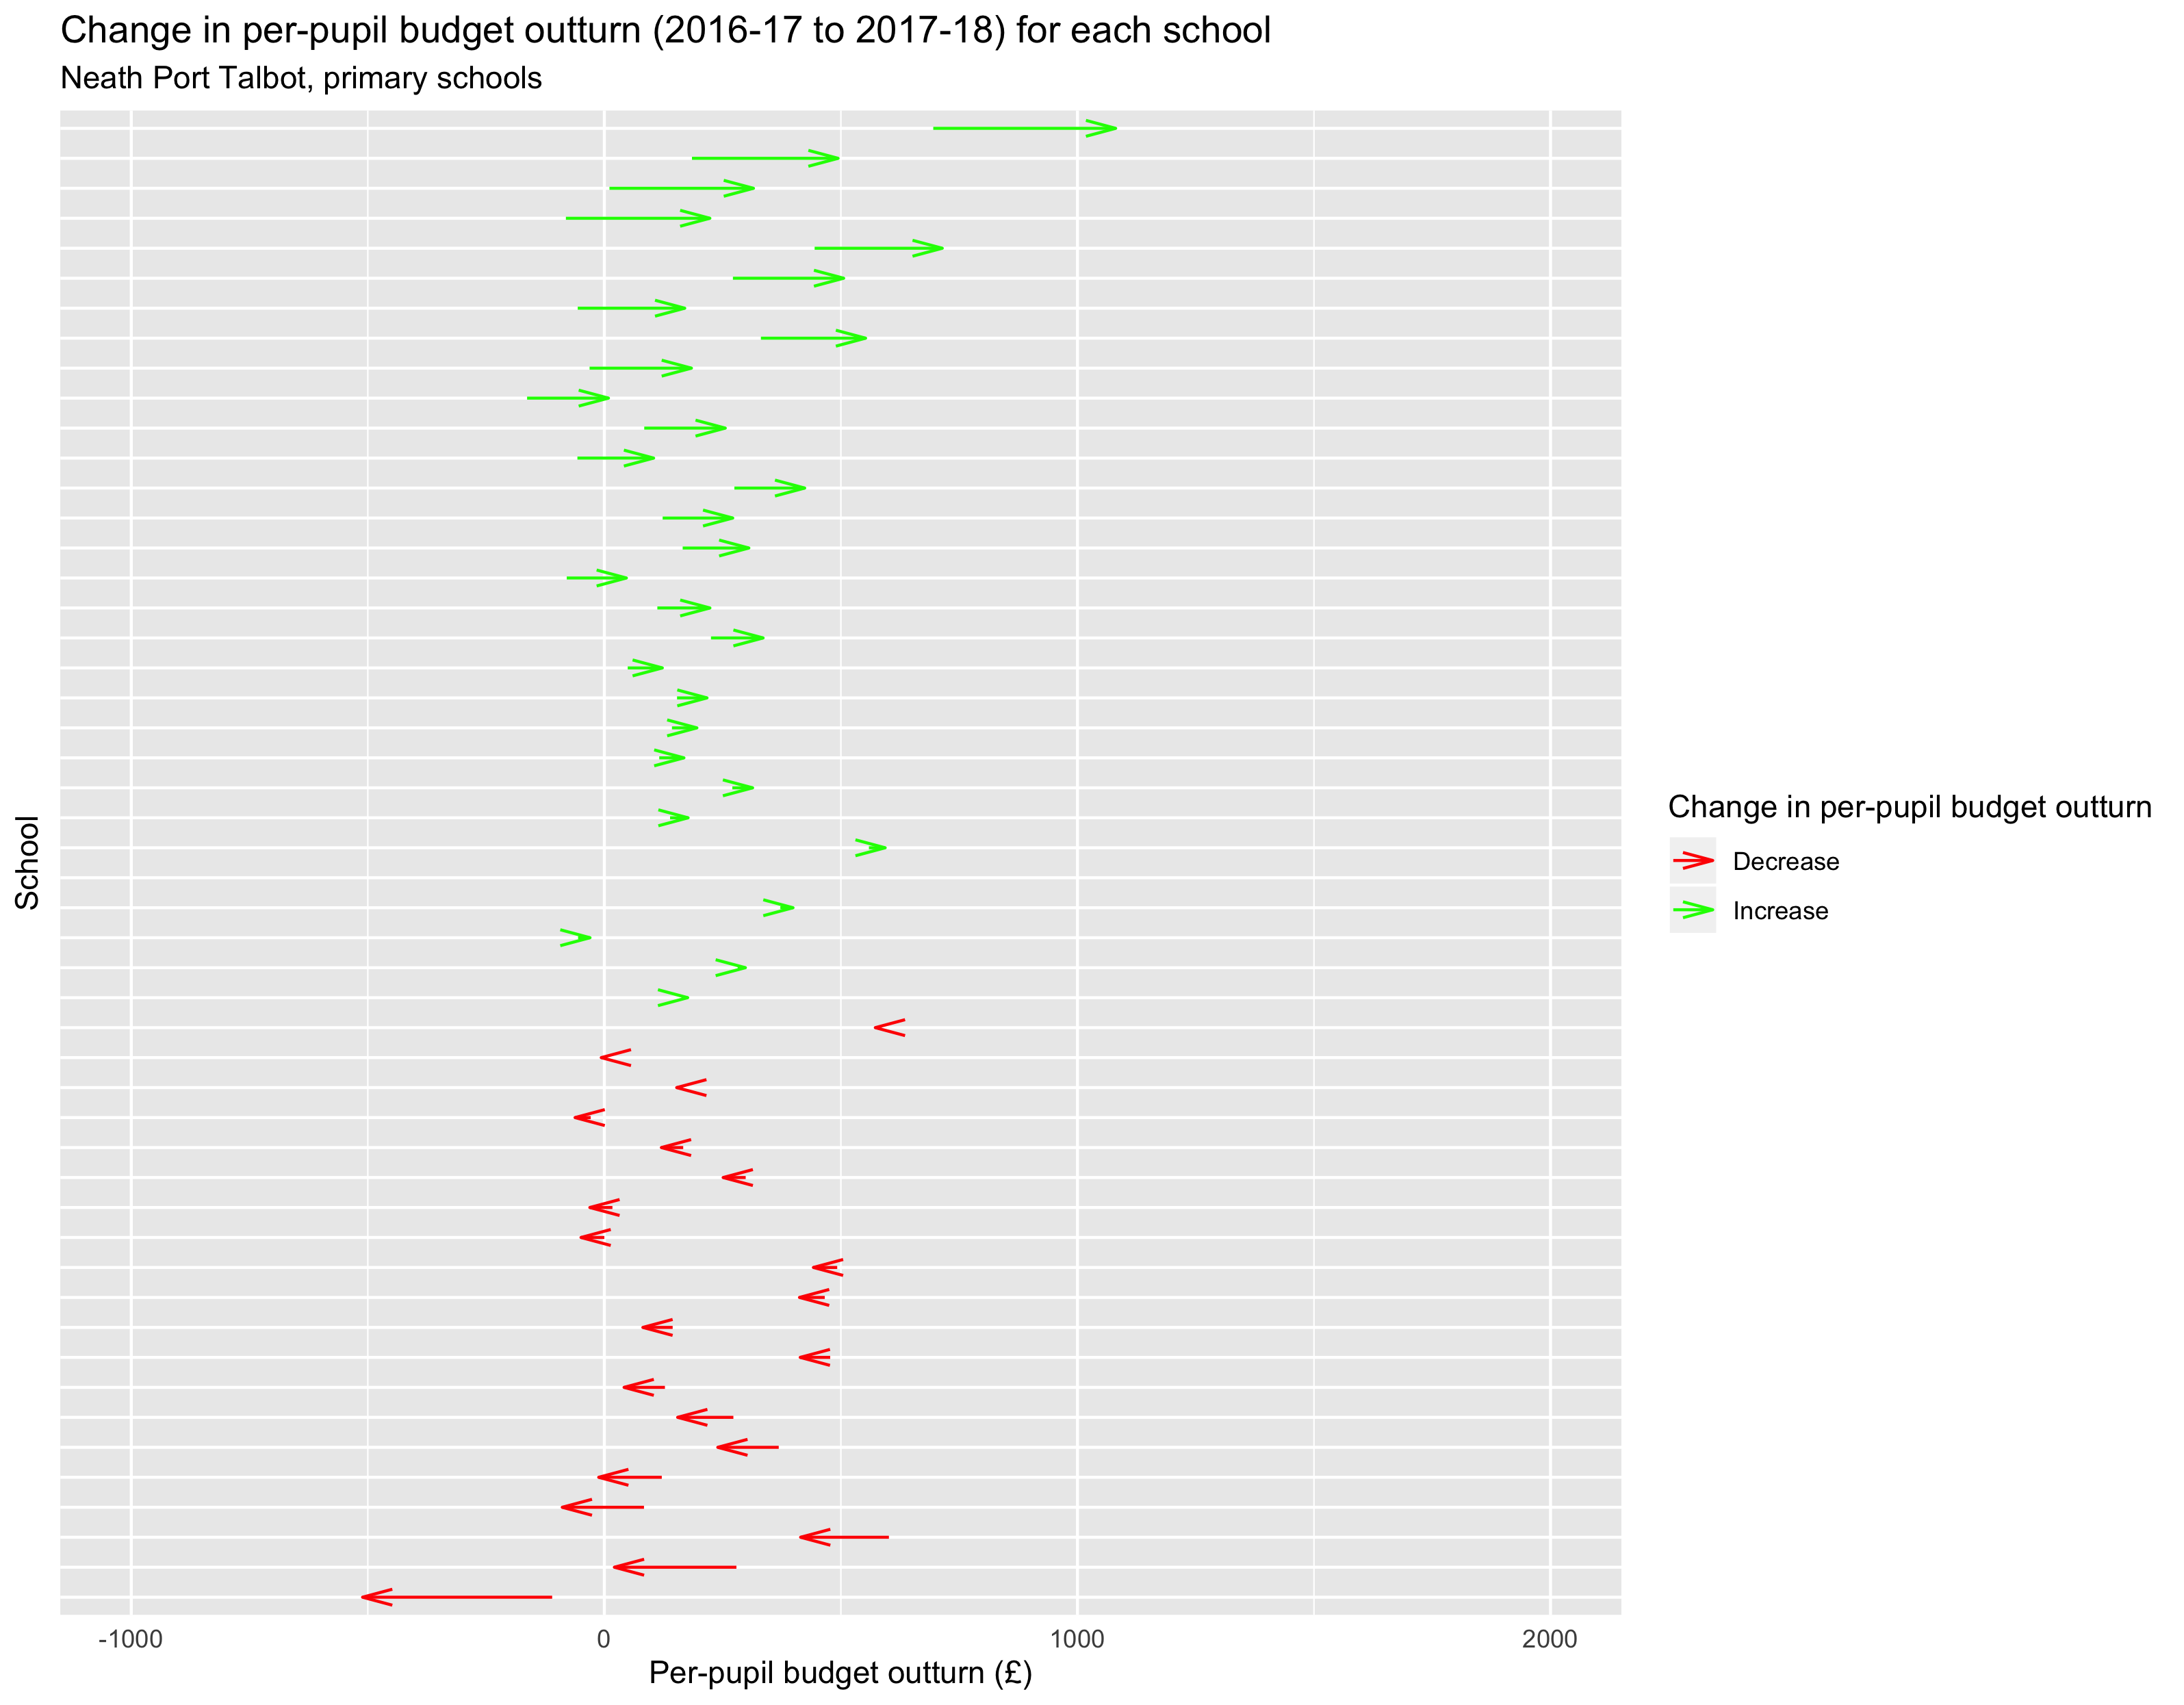 Change in per-pupil budget outturn (2016-17 to 2017-18) for each school
Neath Port Talbot, primary schools
School
Change in per-pupil budget outturn
Decrease
Increase
-1000 0 1000 2000
Per-pupil budget outturn (£)